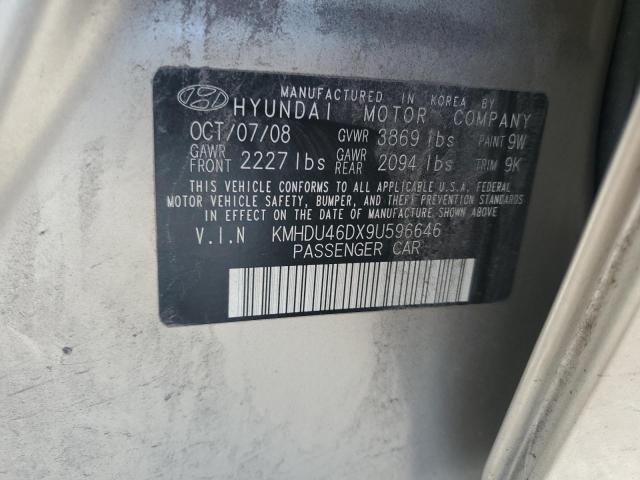 MANUFACTURED IN KOREA BY
HYUNDAI MOTOR COMPANY
OCT/07/08 GVWR 3869 lbs PAINT 9W
GAWR FRONT 2227 lbs GAWR REAR 2094 lbs TRIM 9K
THIS VEHICLE CONFORMS TO ALL APPLICABLE U.S.A. FEDERAL
MOTOR VEHICLE SAFETY, BUMPER, AND THEFT PREVENTION STANDARDS
IN EFFECT ON THE DATE OF MANUFACTURE SHOWN ABOVE.
V.I.N KMHDU46DX9U596646
PASSENGER CAR